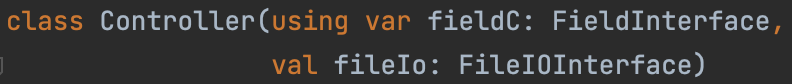 class Controller(using var fieldC: FieldInterface,
val fileIo: FileIOInterface)